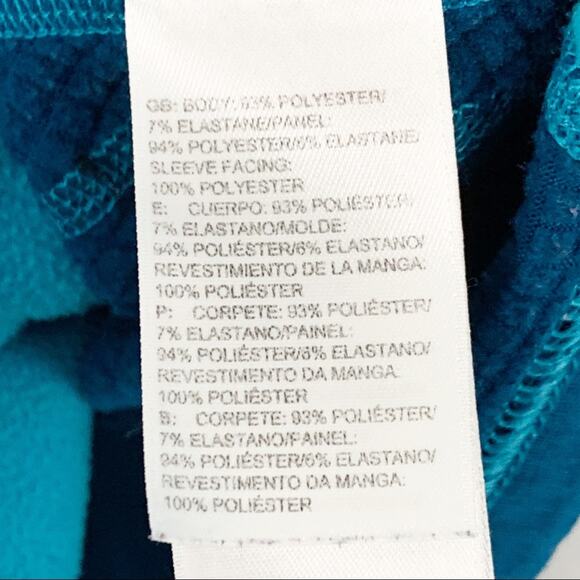 GB: BODY: 93% POLYESTER/
7% ELASTANE/PANEL:
94% POLYESTER/6% ELASTANE/
SLEEVE FACING:
100% POLYESTER
E: CUERPO: 93% POLIÉSTER/
7% ELASTANO/MOLDE:
94% POLIÉSTER/6% ELASTANO/
REVESTIMIENTO DE LA MANGA:
100% POLIÉSTER
P: CORPETE: 93% POLIÉSTER/
7% ELASTANO/PAINEL:
94% POLIÉSTER/6% ELASTANO/
REVESTIMENTO DA MANGA:
100% POLIÉSTER
B: CORPETE: 93% POLIÉSTER/
7% ELASTANO/PAINEL:
94% POLIÉSTER/6% ELASTANO/
REVESTIMENTO DA MANGA:
100% POLIÉSTER